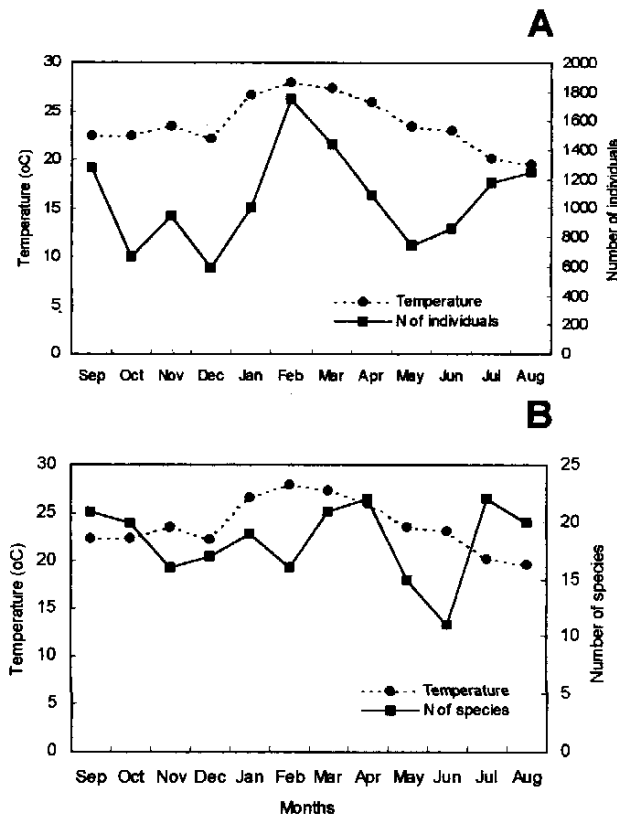 A
30
25
20
15
10
5
0
Temperature (oC)
2000
1800
1600
1400
1200
1000
800
600
400
200
0
Number of individuals
Temperature
N of individuals
Sep Oct Nov Dec Jan Feb Mar Apr May Jun Jul Aug
B
30
25
20
15
10
5
0
Temperature (oC)
25
20
15
10
5
0
Number of species
Temperature
N of species
Sep Oct Nov Dec Jan Feb Mar Apr May Jun Jul Aug
Months